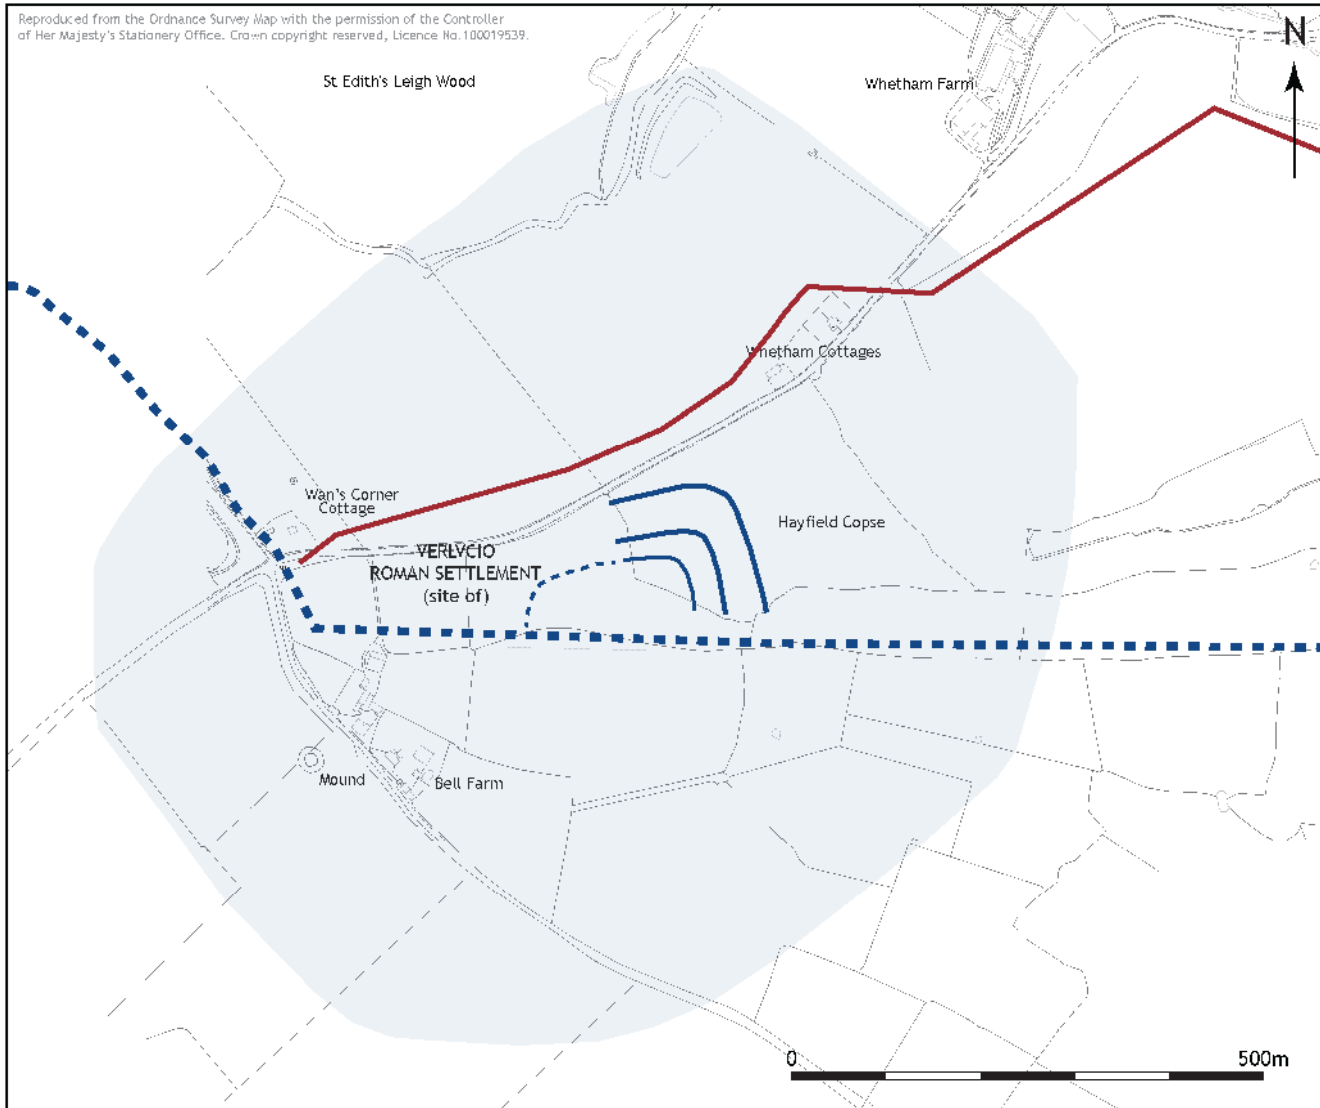 Reproduced from the Ordnance Survey Map with the permission of the Controller
of Her Majesty's Stationery Office. Crown copyright reserved, Licence No.100019539.
N
St Edith's Leigh Wood
Whetham Farm
Whetham Cottages
Wan's Corner
Cottage
Hayfield Copse
VERLVCIO
ROMAN SETTLEMENT
(site of)
Mound
Bell Farm
0
500m